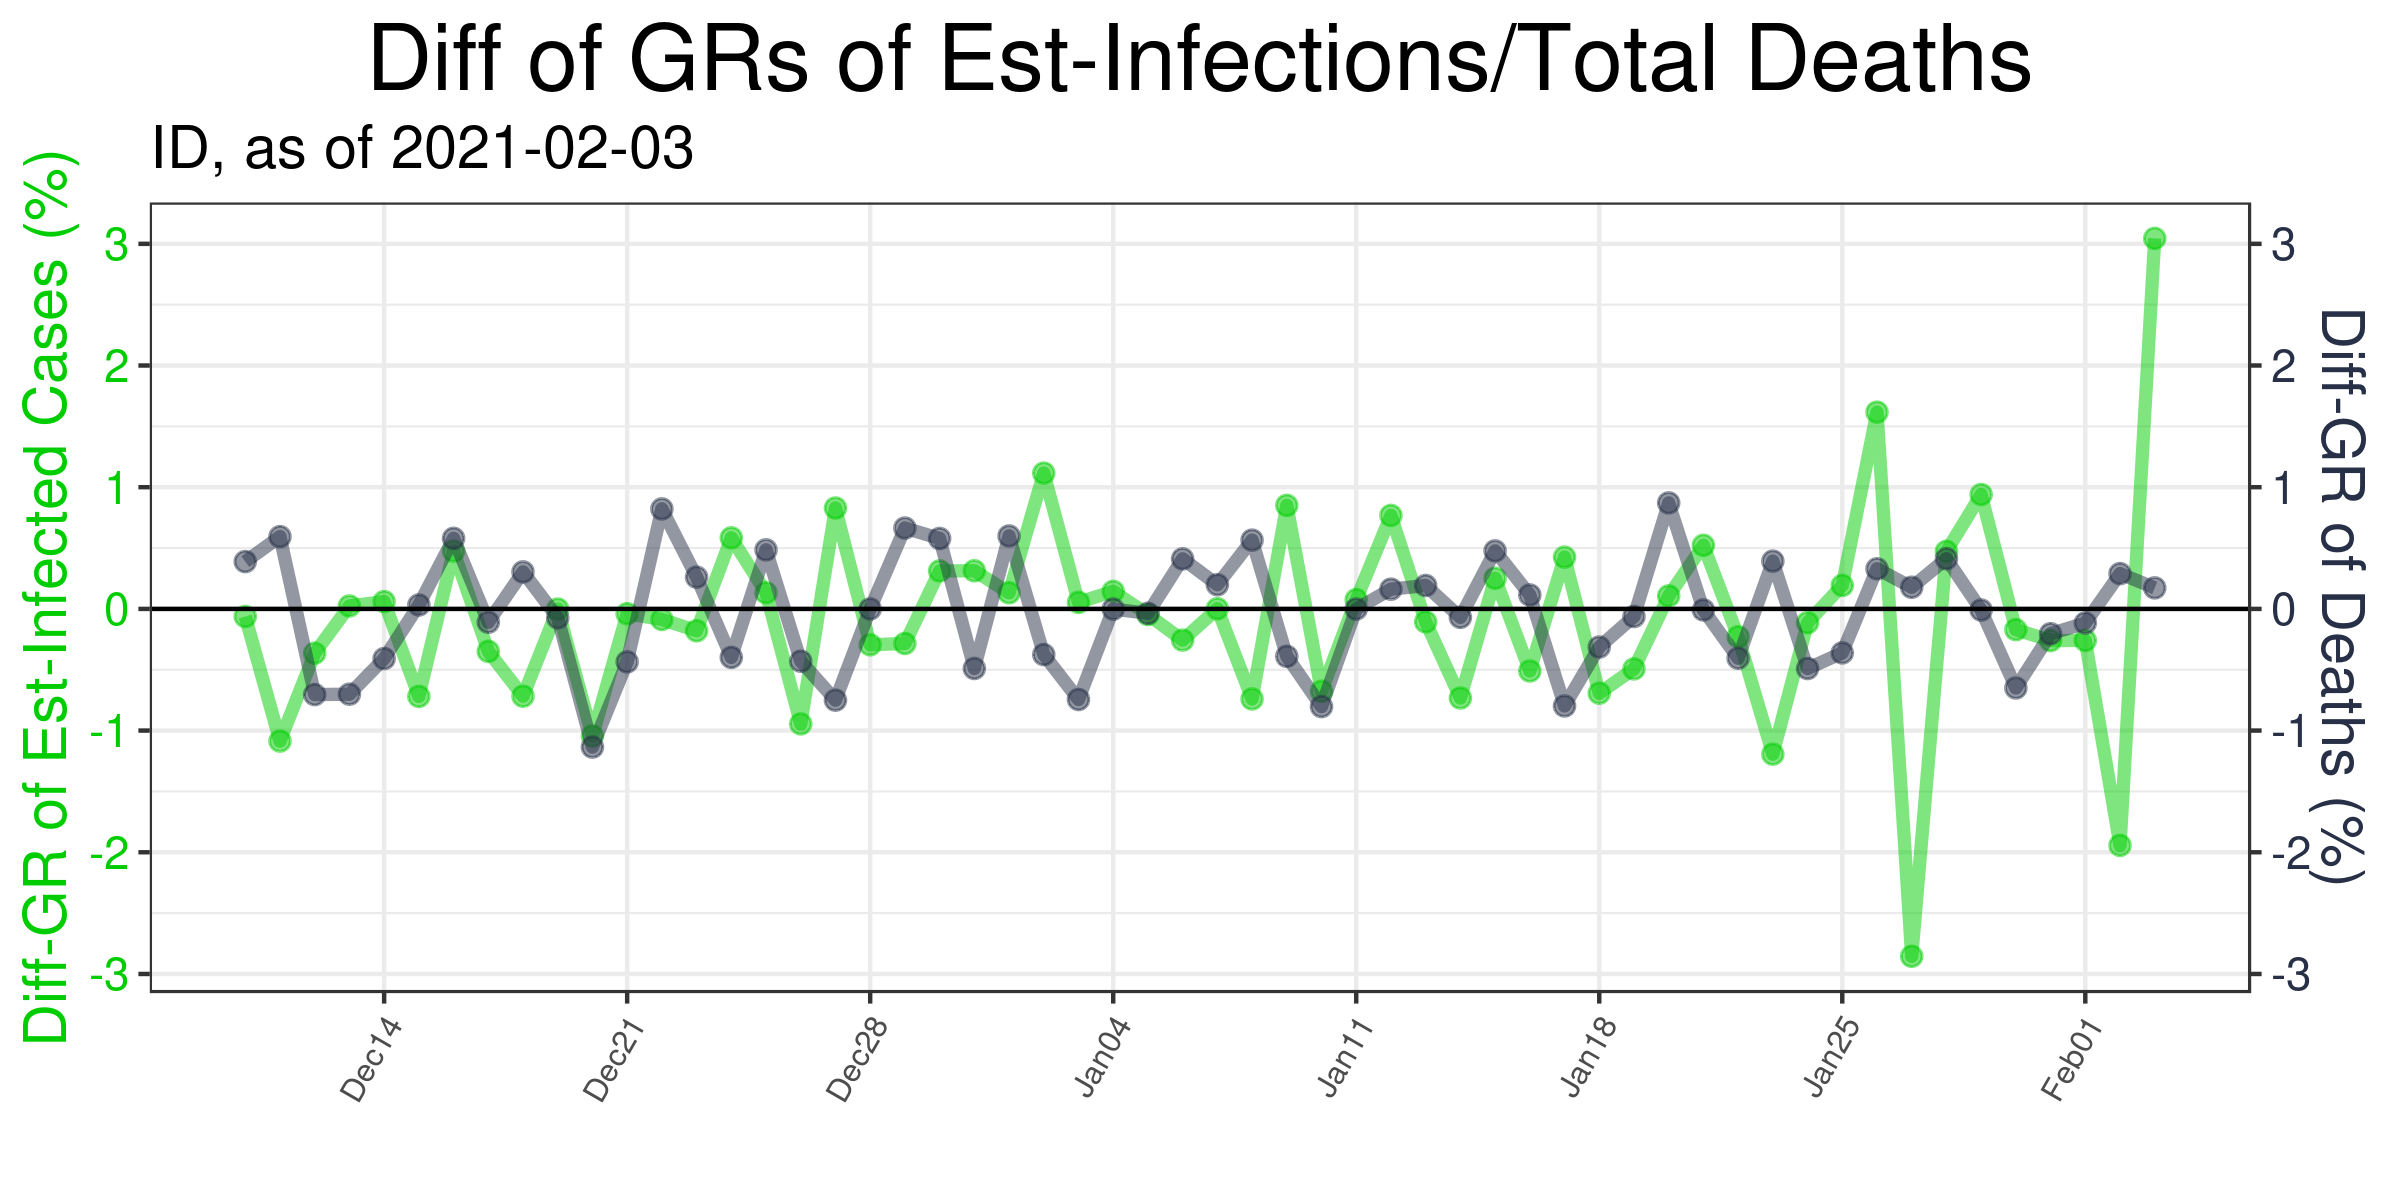 Diff of GRs of Est-Infections/Total Deaths
ID, as of 2021-02-03
Diff-GR of Est-Infected Cases (%)
3
2
1
0
-1
-2
-3
3
2
1
0
-1
-2
-3
Diff-GR of Deaths (%)
Dec14
Dec21
Dec28
Jan04
Jan11
Jan18
Jan25
Feb01